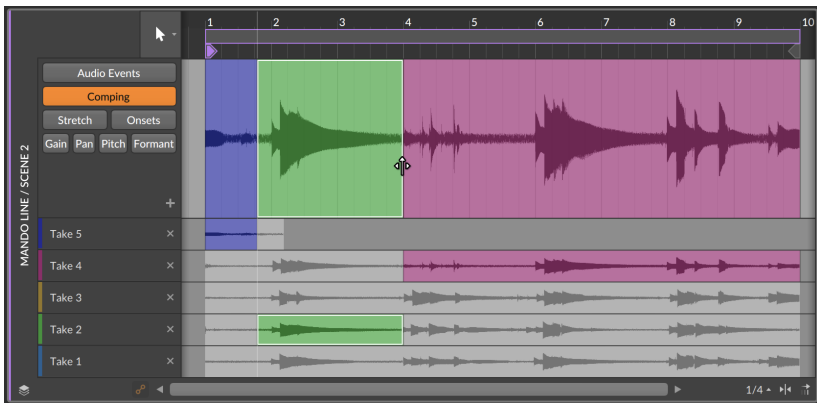 1 2 3 4 5 6 7 8 9 10
Audio Events
Comping
Stretch Onsets
Gain Pan Pitch Formant
+
MANDO LINE / SCENE 2
Take 5 ×
Take 4 ×
Take 3 ×
Take 2 ×
Take 1 ×
1/4